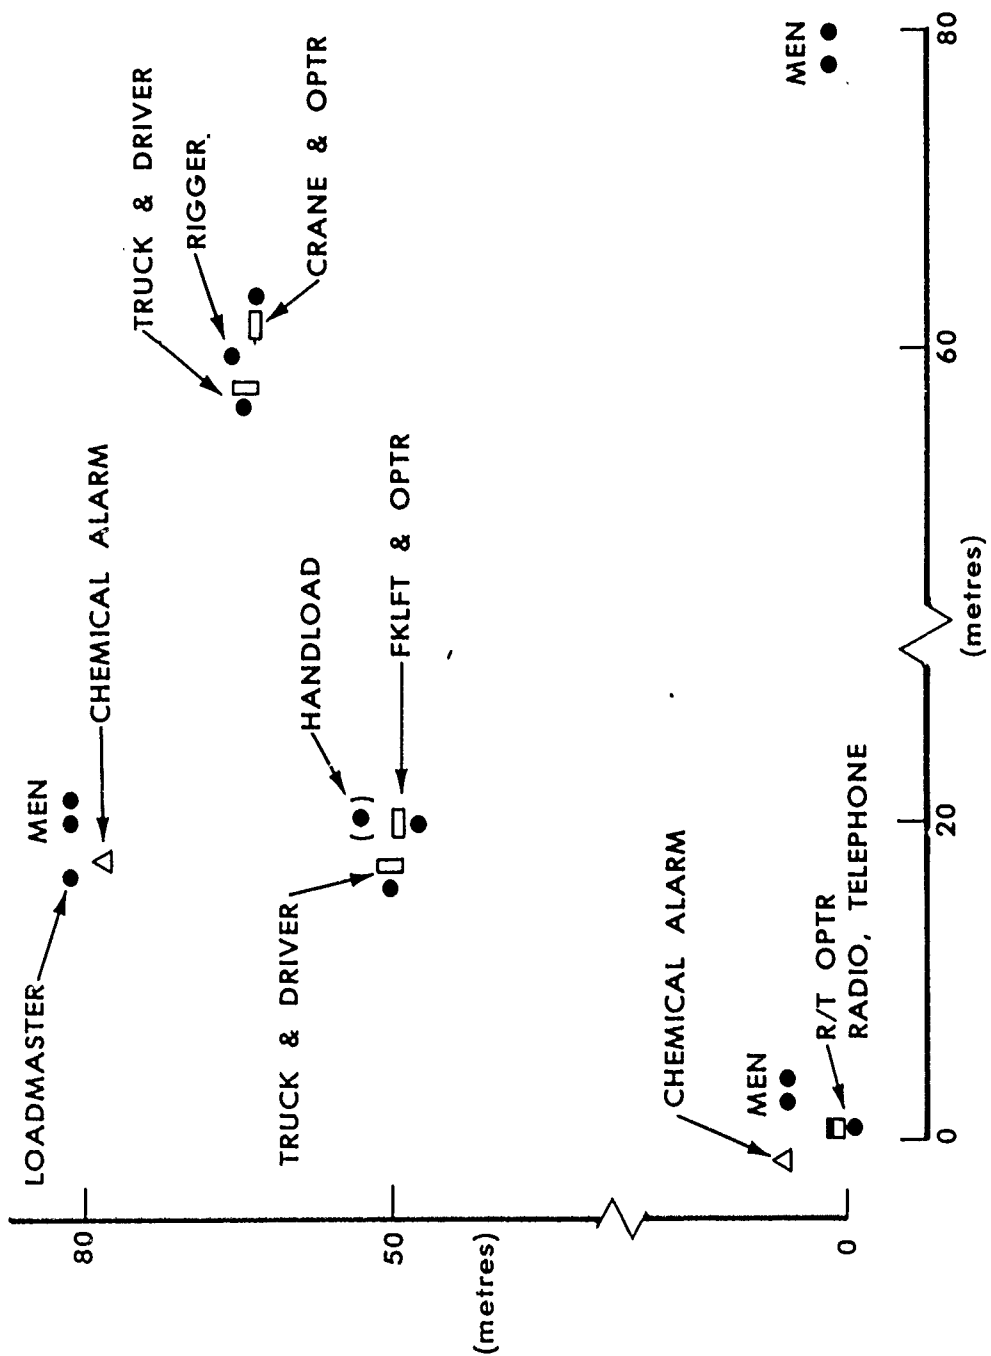 LOADMASTER
MEN
CHEMICAL ALARM
TRUCK & DRIVER
RIGGER.
CRANE & OPTR
HANDLOAD
FKLFT & OPTR
TRUCK & DRIVER
CHEMICAL ALARM
MEN
R/T OPTR
RADIO, TELEPHONE
MEN
80
50
(metres)
0
0
20
60
80
(metres)